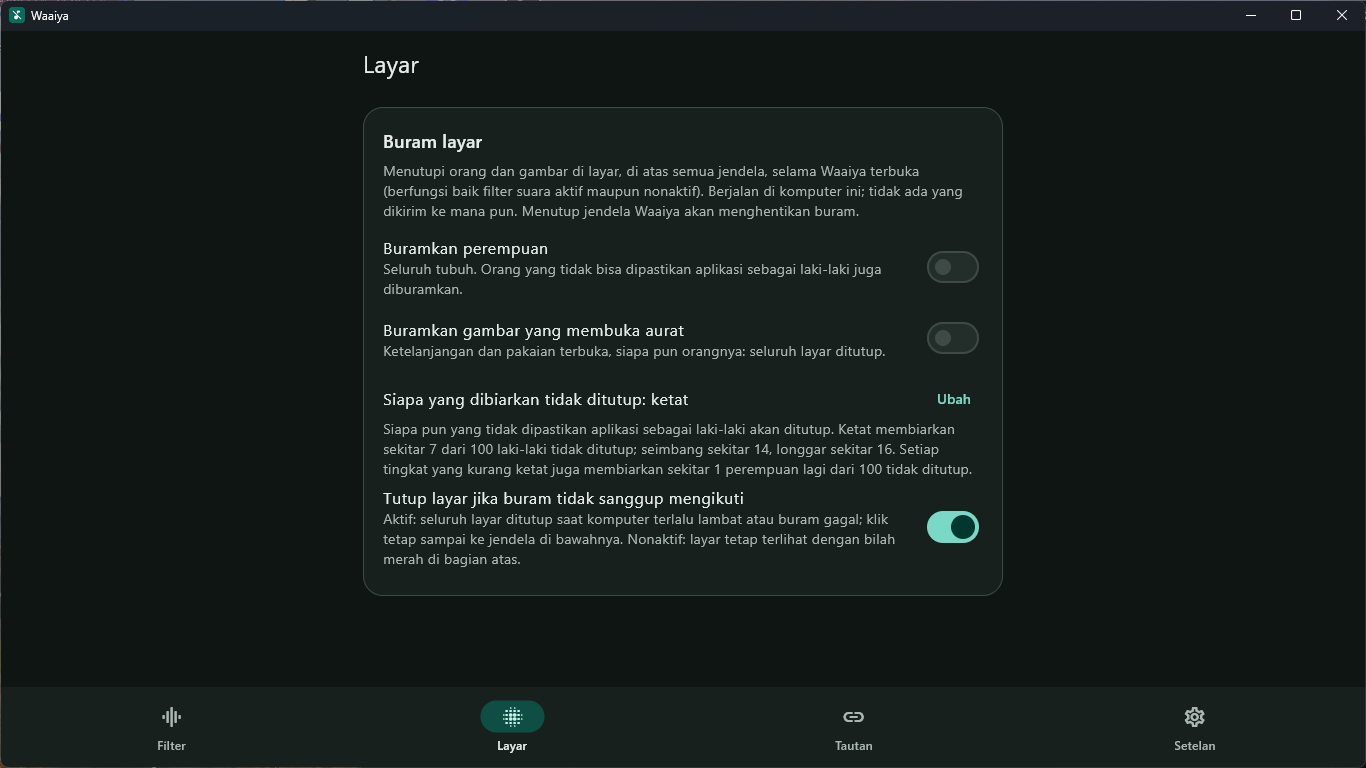 Waaiya
Layar
Buram layar
Menutupi orang dan gambar di layar, di atas semua jendela, selama Waaiya terbuka
(berfungsi baik filter suara aktif maupun nonaktif). Berjalan di komputer ini; tidak ada yang
dikirim ke mana pun. Menutup jendela Waaiya akan menghentikan buram.
Buramkan perempuan
Seluruh tubuh. Orang yang tidak bisa dipastikan aplikasi sebagai laki-laki juga
diburamkan.
Buramkan gambar yang membuka aurat
Ketelanjangan dan pakaian terbuka, siapa pun orangnya: seluruh layar ditutup.
Siapa yang dibiarkan tidak ditutup: ketat
Ubah
Siapa pun yang tidak dipastikan aplikasi sebagai laki-laki akan ditutup. Ketat membiarkan
sekitar 7 dari 100 laki-laki tidak ditutup; seimbang sekitar 14, longgar sekitar 16. Setiap
tingkat yang kurang ketat juga membiarkan sekitar 1 perempuan lagi dari 100 tidak ditutup.
Tutup layar jika buram tidak sanggup mengikuti
Aktif: seluruh layar ditutup saat komputer terlalu lambat atau buram gagal; klik
tetap sampai ke jendela di bawahnya. Nonaktif: layar tetap terlihat dengan bilah
merah di bagian atas.
Filter
Layar
Tautan
Setelan